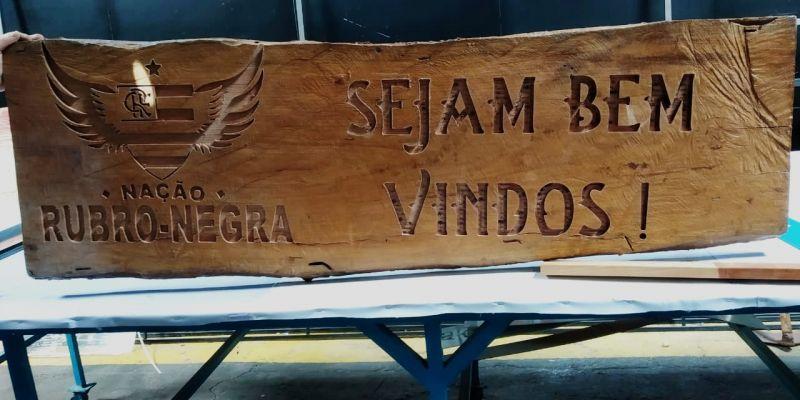 CRF
NAÇÃO
RUBRO-NEGRA
SEJAM BEM
VINDOS !